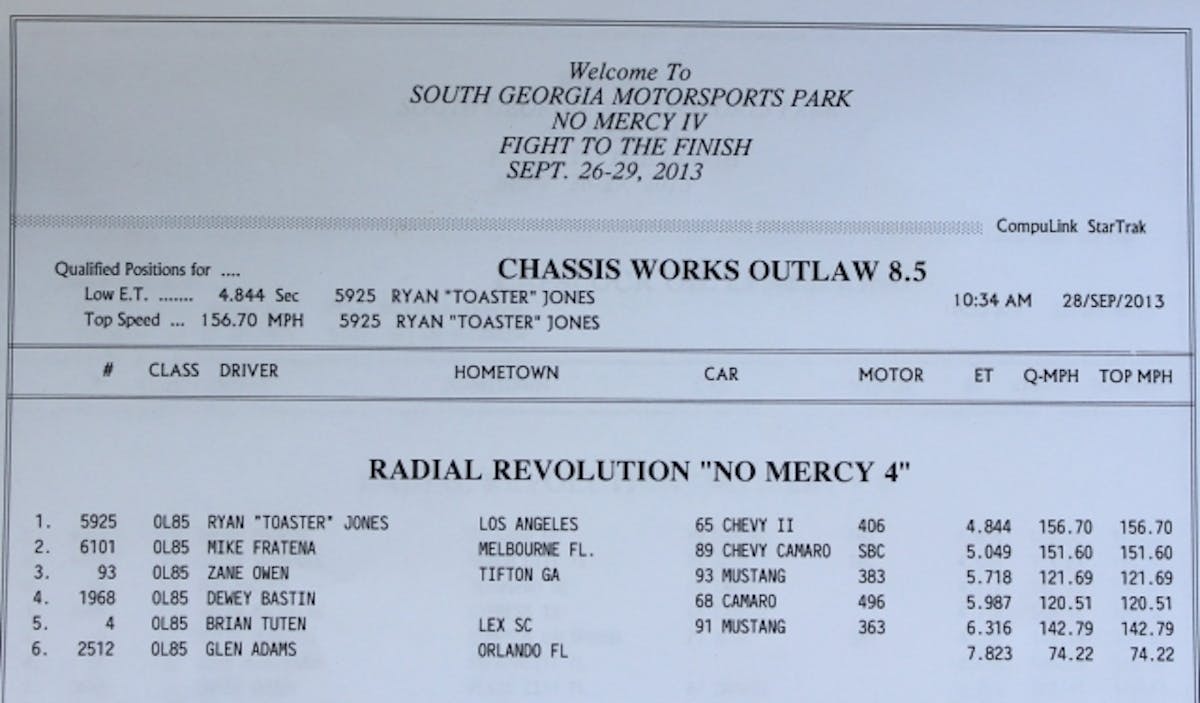 Welcome To
SOUTH GEORGIA MOTORSPORTS PARK
NO MERCY IV
FIGHT TO THE FINISH
SEPT. 26-29, 2013
CompuLink StarTrak
Qualified Positions for .... CHASSIS WORKS OUTLAW 8.5
Low E.T. ....... 4.844 Sec 5925 RYAN "TOASTER" JONES 10:34 AM 28/SEP/2013
Top Speed ... 156.70 MPH 5925 RYAN "TOASTER" JONES
# CLASS DRIVER HOMETOWN CAR MOTOR ET Q-MPH TOP MPH
RADIAL REVOLUTION "NO MERCY 4"
1. 5925 OL85 RYAN "TOASTER" JONES LOS ANGELES 65 CHEVY II 406 4.844 156.70 156.70
2. 6101 OL85 MIKE FRATENA MELBOURNE FL. 89 CHEVY CAMARO SBC 5.049 151.60 151.60
3. 93 OL85 ZANE OWEN TIFTON GA 93 MUSTANG 383 5.718 121.69 121.69
4. 1968 OL85 DEWEY BASTIN 68 CAMARO 496 5.987 120.51 120.51
5. 4 OL85 BRIAN TUTEN LEX SC 91 MUSTANG 363 6.316 142.79 142.79
6. 2512 OL85 GLEN ADAMS ORLANDO FL 7.823 74.22 74.22